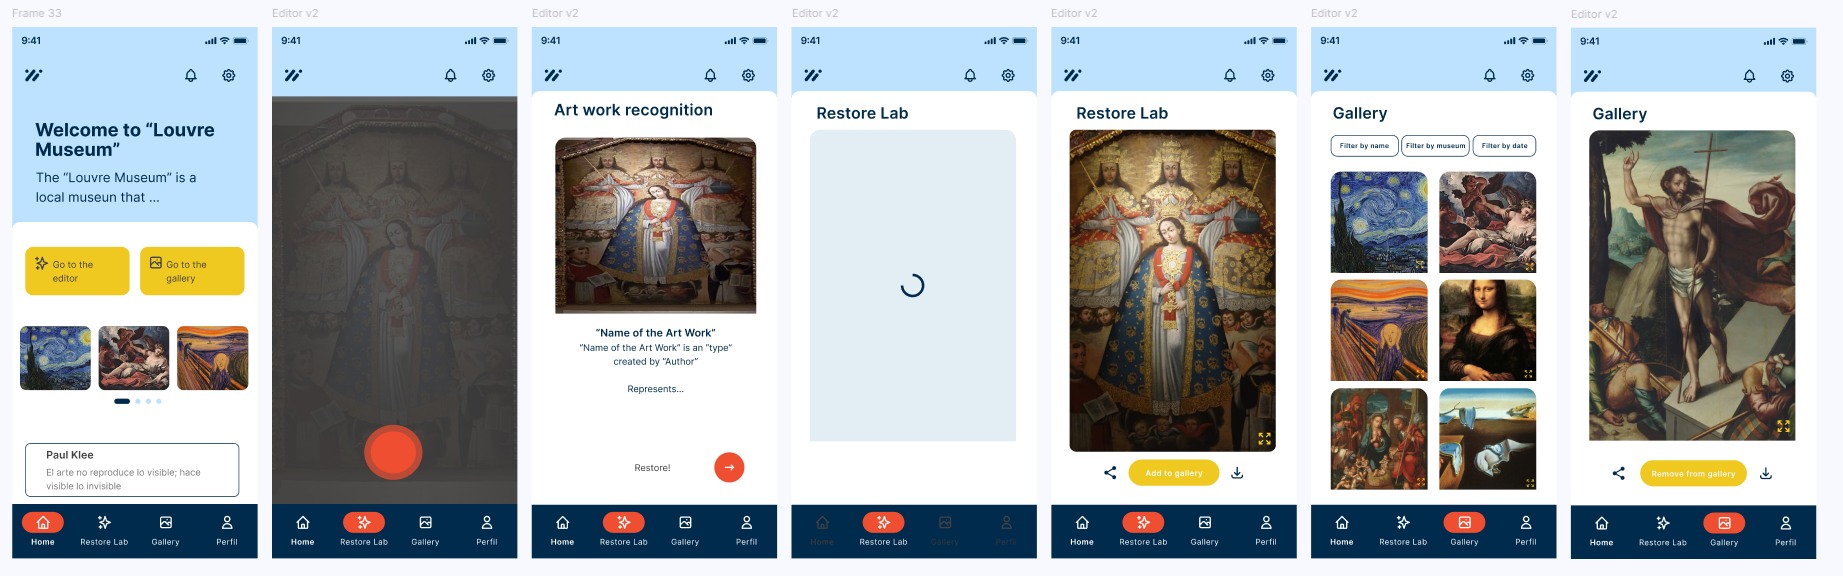 Frame 33
9:41
Welcome to “Louvre
Museum”
The “Louvre Museum” is a
local museun that ...
Go to the
editor
Go to the
gallery
Paul Klee
El arte no reproduce lo visible; hace
visible lo invisible
Home
Restore Lab
Gallery
Perfil
Editor v2
9:41
Home
Restore Lab
Gallery
Perfil
Editor v2
9:41
Art work recognition
“Name of the Art Work”
“Name of the Art Work” is an “type”
created by “Author”
Represents...
Restore!
Home
Restore Lab
Gallery
Perfil
Editor v2
9:41
Restore Lab
Home
Restore Lab
Gallery
Perfil
Editor v2
9:41
Restore Lab
Add to gallery
Home
Restore Lab
Gallery
Perfil
Editor v2
9:41
Gallery
Filter by name
Filter by museum
Filter by date
Home
Restore Lab
Gallery
Perfil
Editor v2
9:41
Gallery
Remove from gallery
Home
Restore Lab
Gallery
Perfil